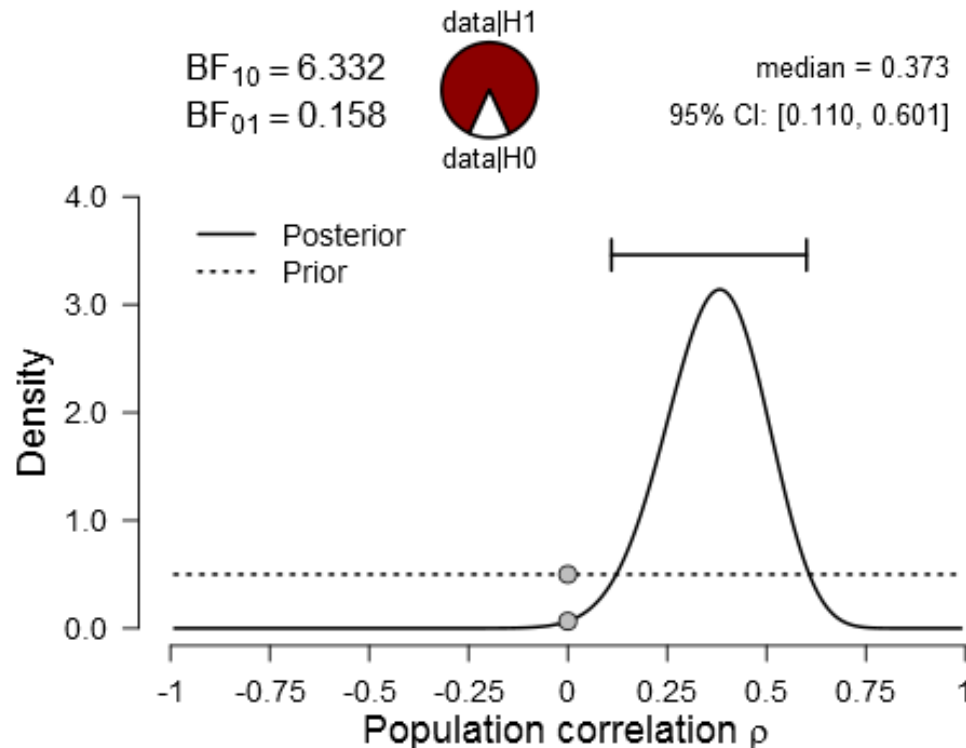 data|H1
BF₁₀ = 6.332
BF₀₁ = 0.158
median = 0.373
95% CI: [0.110, 0.601]
data|H0
4.0
3.0
2.0
1.0
0.0
Density
Posterior
Prior
-1 -0.75 -0.5 -0.25 0 0.25 0.5 0.75 1
Population correlation ρ